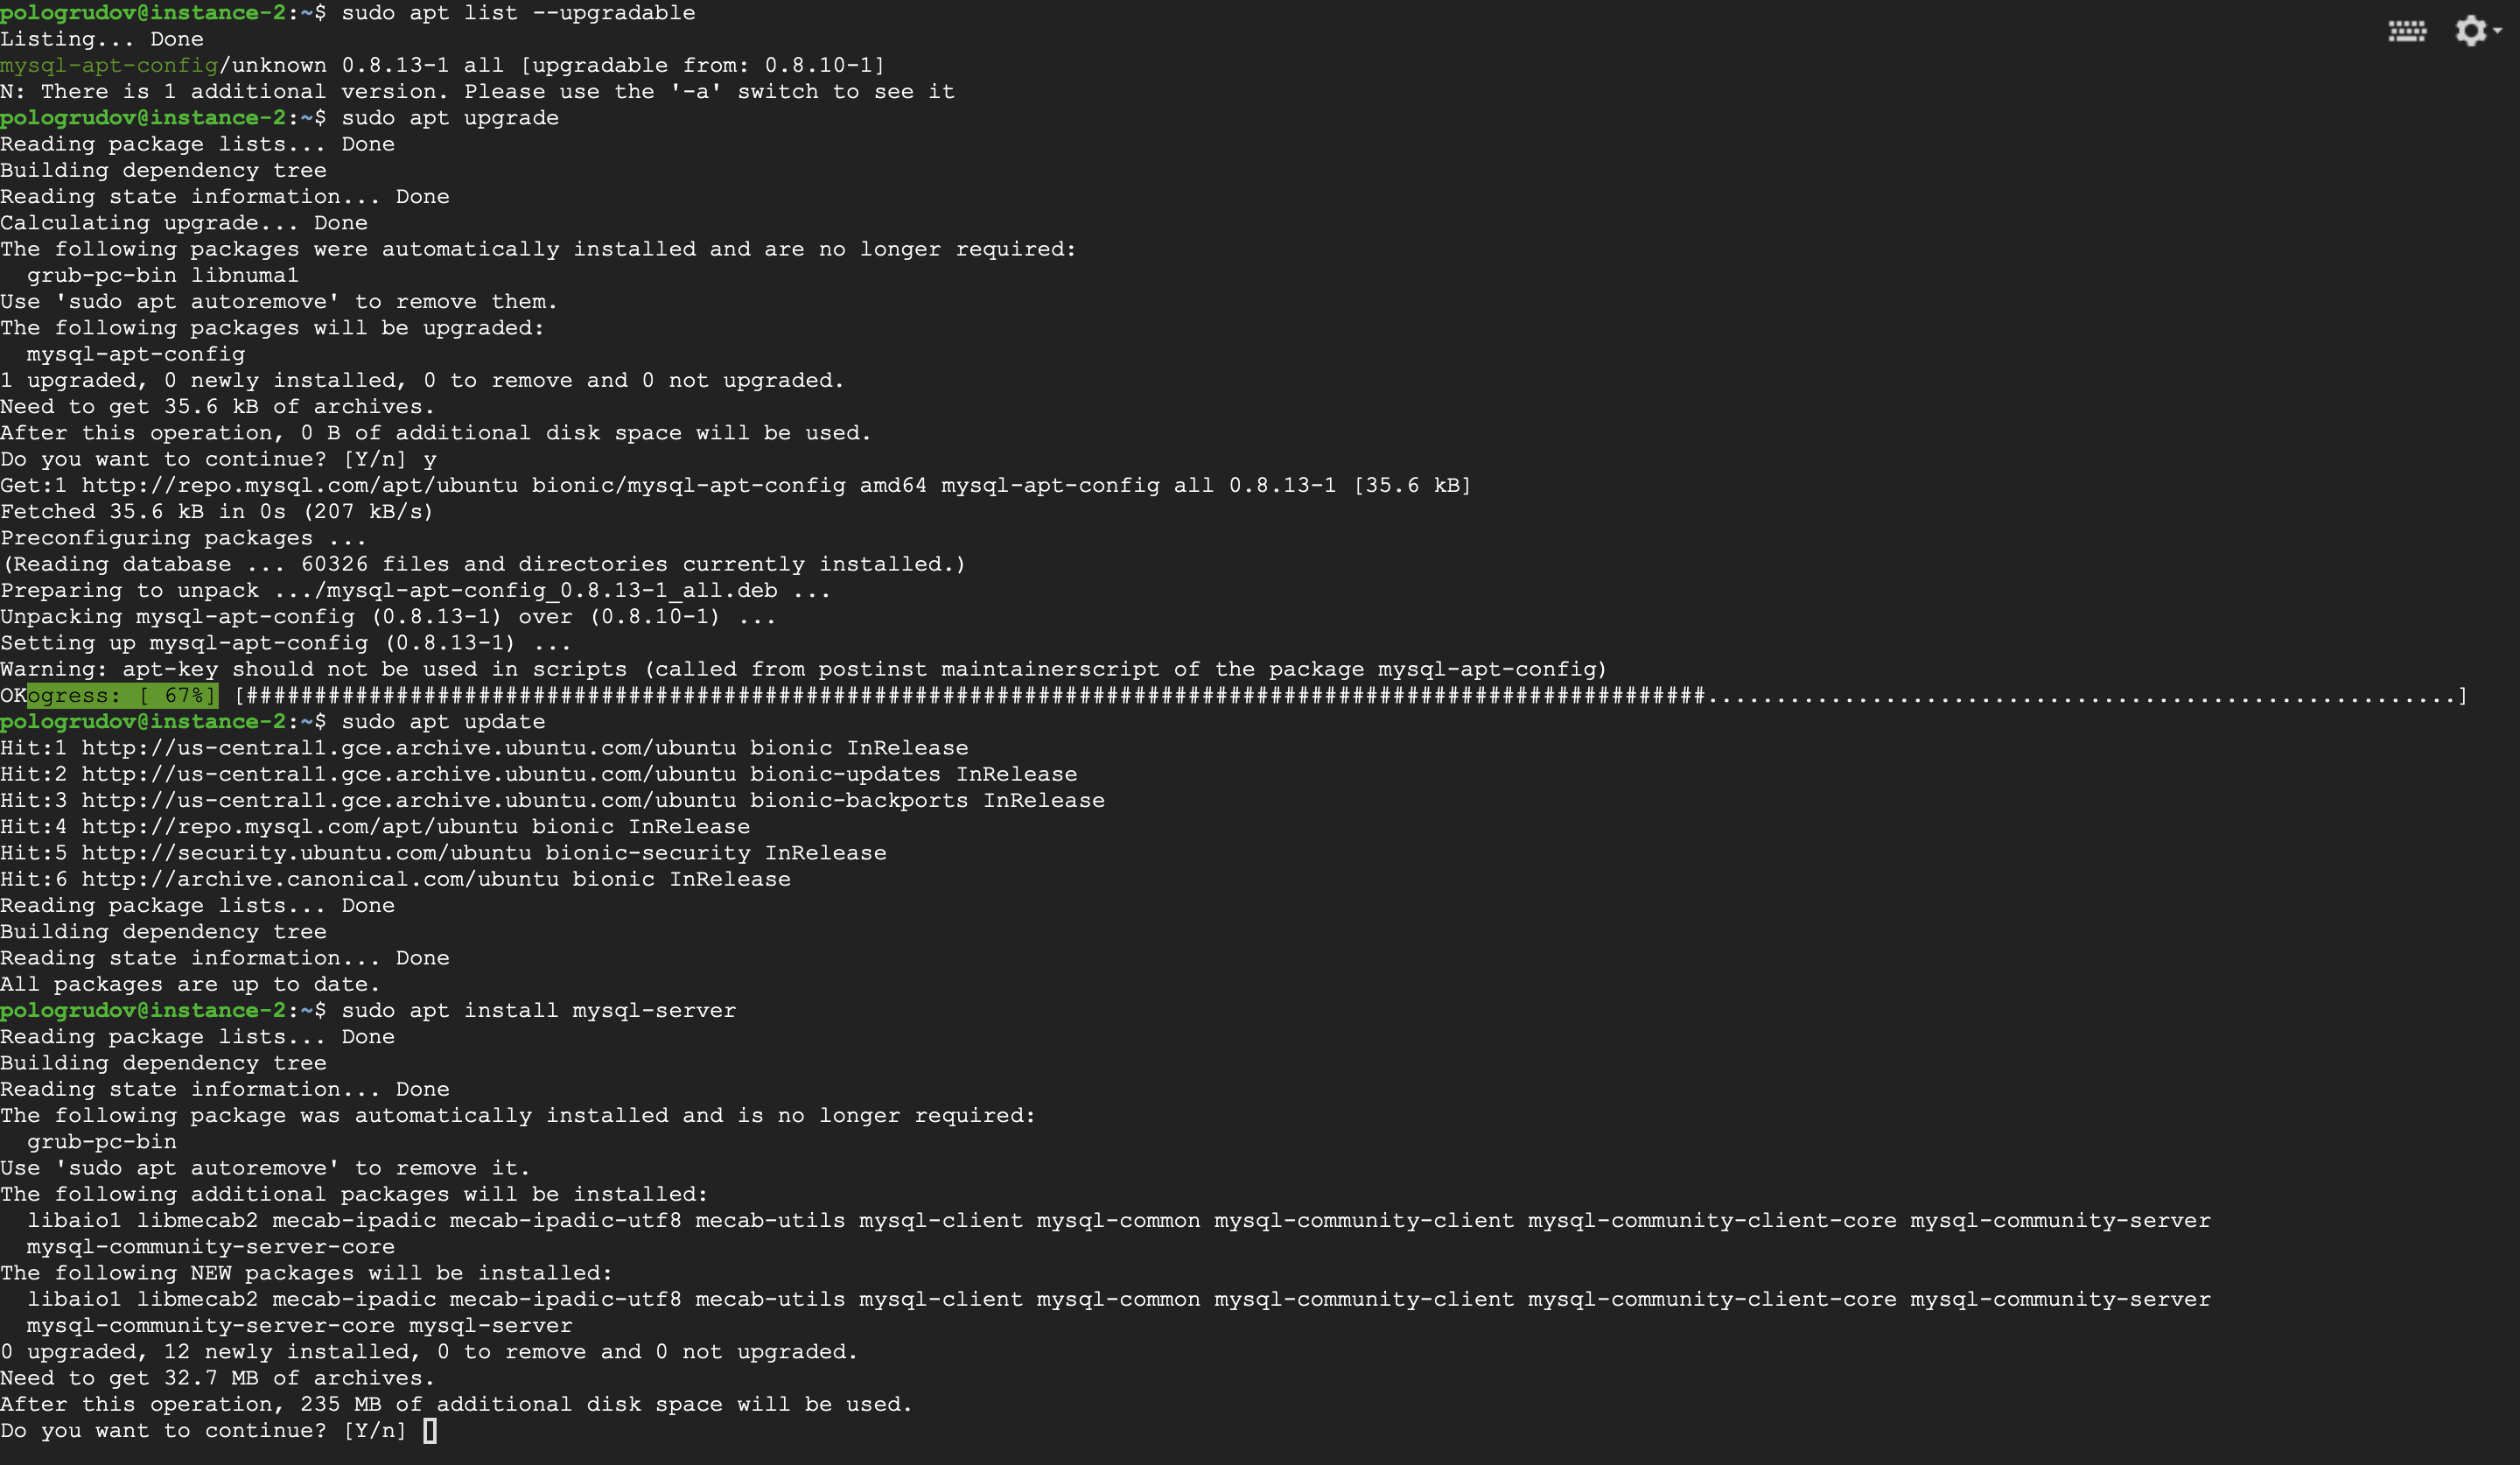 pologrudov@instance-2:~$ sudo apt list --upgradable
Listing... Done
mysql-apt-config/unknown 0.8.13-1 all [upgradable from: 0.8.10-1]
N: There is 1 additional version. Please use the '-a' switch to see it
pologrudov@instance-2:~$ sudo apt upgrade
Reading package lists... Done
Building dependency tree
Reading state information... Done
Calculating upgrade... Done
The following packages were automatically installed and are no longer required:
  grub-pc-bin libnuma1
Use 'sudo apt autoremove' to remove them.
The following packages will be upgraded:
  mysql-apt-config
1 upgraded, 0 newly installed, 0 to remove and 0 not upgraded.
Need to get 35.6 kB of archives.
After this operation, 0 B of additional disk space will be used.
Do you want to continue? [Y/n] y
Get:1 http://repo.mysql.com/apt/ubuntu bionic/mysql-apt-config amd64 mysql-apt-config all 0.8.13-1 [35.6 kB]
Fetched 35.6 kB in 0s (207 kB/s)
Preconfiguring packages ...
(Reading database ... 60326 files and directories currently installed.)
Preparing to unpack .../mysql-apt-config_0.8.13-1_all.deb ...
Unpacking mysql-apt-config (0.8.13-1) over (0.8.10-1) ...
Setting up mysql-apt-config (0.8.13-1) ...
Warning: apt-key should not be used in scripts (called from postinst maintainerscript of the package mysql-apt-config)
OKogress: [ 67%] [###########################################################################################################.......................................................]
pologrudov@instance-2:~$ sudo apt update
Hit:1 http://us-central1.gce.archive.ubuntu.com/ubuntu bionic InRelease
Hit:2 http://us-central1.gce.archive.ubuntu.com/ubuntu bionic-updates InRelease
Hit:3 http://us-central1.gce.archive.ubuntu.com/ubuntu bionic-backports InRelease
Hit:4 http://repo.mysql.com/apt/ubuntu bionic InRelease
Hit:5 http://security.ubuntu.com/ubuntu bionic-security InRelease
Hit:6 http://archive.canonical.com/ubuntu bionic InRelease
Reading package lists... Done
Building dependency tree
Reading state information... Done
All packages are up to date.
pologrudov@instance-2:~$ sudo apt install mysql-server
Reading package lists... Done
Building dependency tree
Reading state information... Done
The following package was automatically installed and is no longer required:
  grub-pc-bin
Use 'sudo apt autoremove' to remove it.
The following additional packages will be installed:
  libaio1 libmecab2 mecab-ipadic mecab-ipadic-utf8 mecab-utils mysql-client mysql-common mysql-community-client mysql-community-client-core mysql-community-server
  mysql-community-server-core
The following NEW packages will be installed:
  libaio1 libmecab2 mecab-ipadic mecab-ipadic-utf8 mecab-utils mysql-client mysql-common mysql-community-client mysql-community-client-core mysql-community-server
  mysql-community-server-core mysql-server
0 upgraded, 12 newly installed, 0 to remove and 0 not upgraded.
Need to get 32.7 MB of archives.
After this operation, 235 MB of additional disk space will be used.
Do you want to continue? [Y/n]